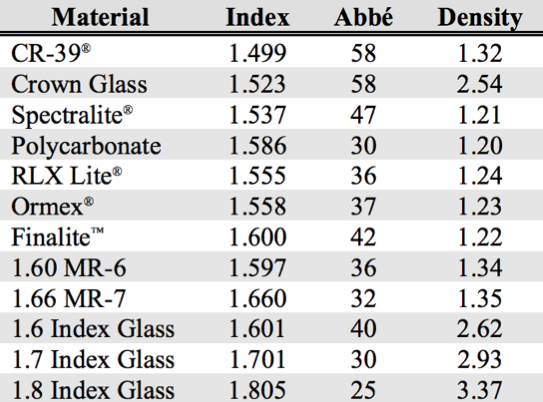 Material Index Abbé Density
CR-39® 1.499 58 1.32
Crown Glass 1.523 58 2.54
Spectralite® 1.537 47 1.21
Polycarbonate 1.586 30 1.20
RLX Lite® 1.555 36 1.24
Ormex® 1.558 37 1.23
Finalite™ 1.600 42 1.22
1.60 MR-6 1.597 36 1.34
1.66 MR-7 1.660 32 1.35
1.6 Index Glass 1.601 40 2.62
1.7 Index Glass 1.701 30 2.93
1.8 Index Glass 1.805 25 3.37